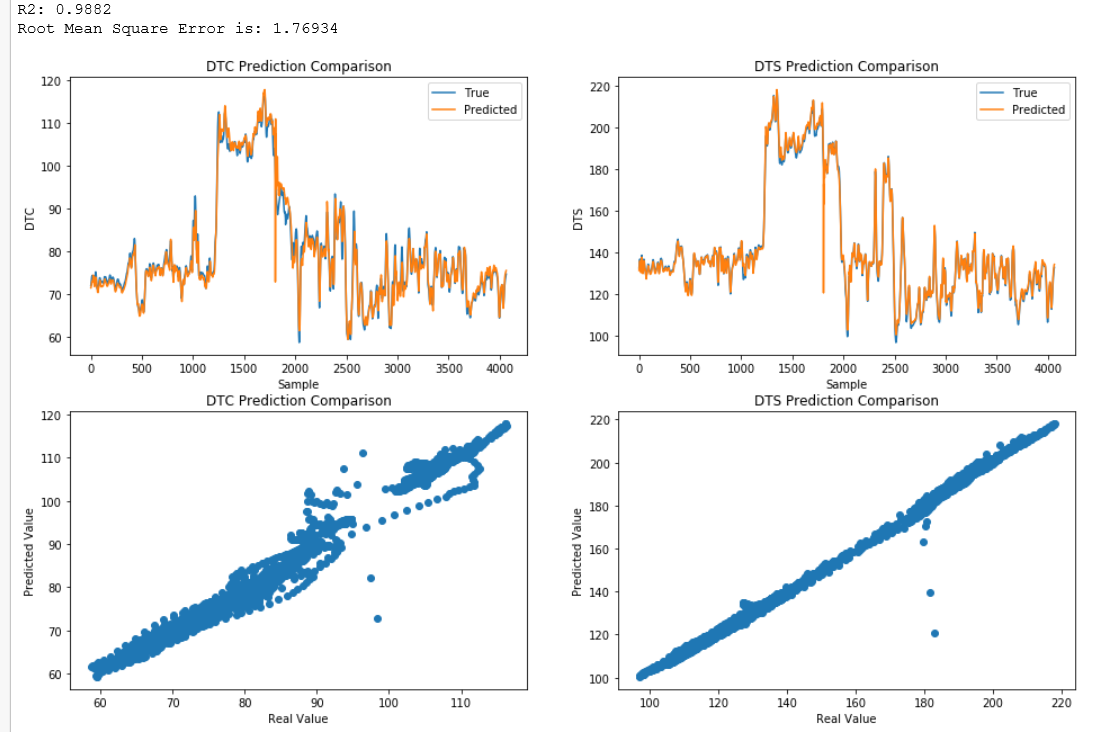 R2: 0.9882
Root Mean Square Error is: 1.76934
DTC Prediction Comparison
120
110
100
90
80
70
60
DTC
True
Predicted
0 500 1000 1500 2000 2500 3000 3500 4000
Sample
DTS Prediction Comparison
220
200
180
160
140
120
100
DTS
True
Predicted
0 500 1000 1500 2000 2500 3000 3500 4000
Sample
DTC Prediction Comparison
120
110
100
90
80
70
60
Predicted Value
60 70 80 90 100 110
Real Value
DTS Prediction Comparison
220
200
180
160
140
120
100
Predicted Value
100 120 140 160 180 200 220
Real Value